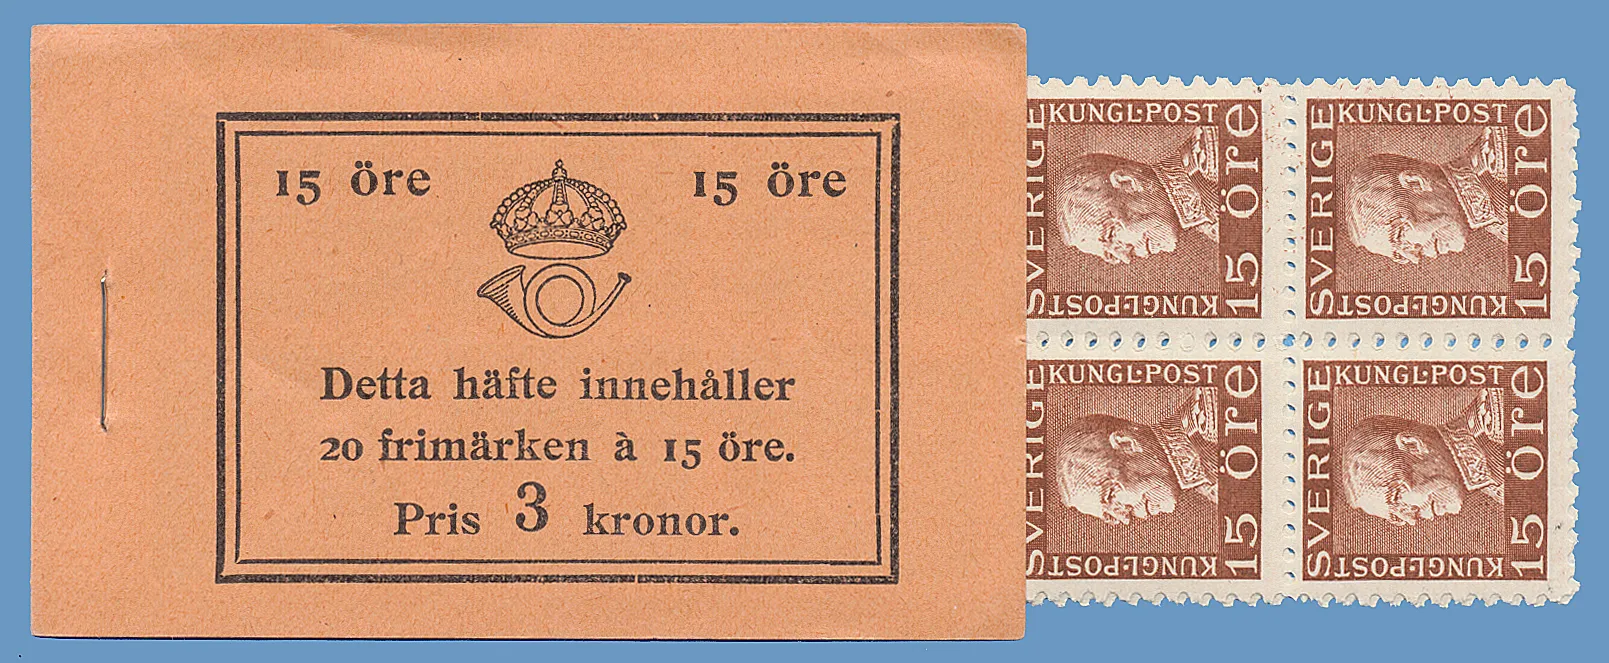 15 öre 15 öre
Detta häfte innehåller
20 frimärken à 15 öre.
Pris 3 kronor.
KUNGL·POST
SVERIGE
15 öre
KUNGL·POST
KUNGL·POST
SVERIGE
15 öre
KUNGL·POST
KUNGL·POST
SVERIGE
15 öre
KUNGL·POST
KUNGL·POST
SVERIGE
15 öre
KUNGL·POST